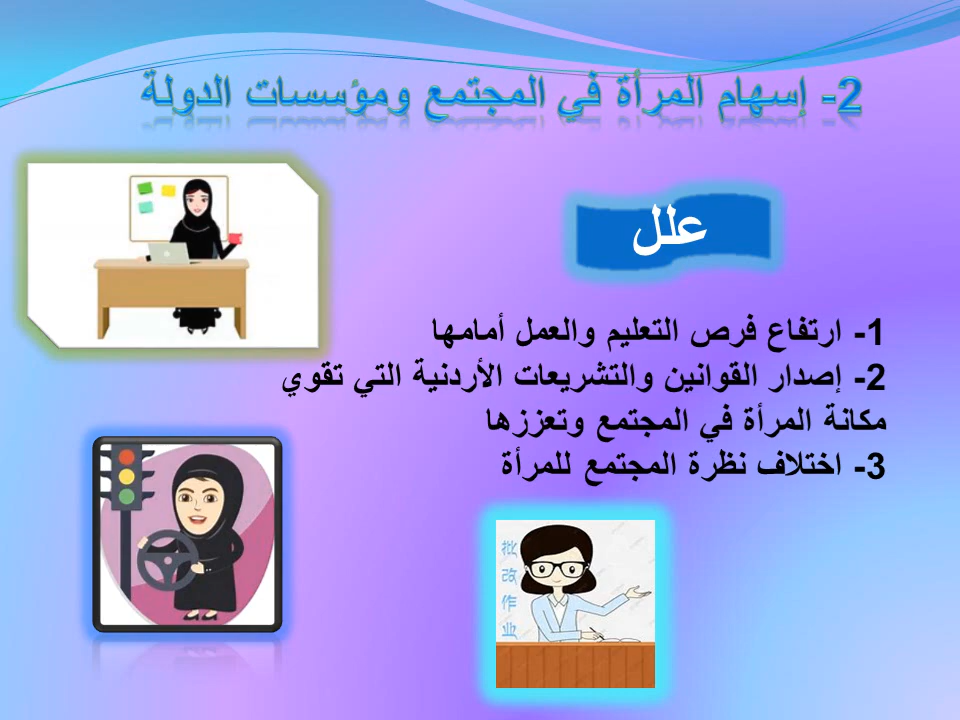 2- إسهام المرأة في المجتمع ومؤسسات الدولة
علل
1- ارتفاع فرص التعليم والعمل أمامها
2- إصدار القوانين والتشريعات الأردنية التي تقوي
مكانة المرأة في المجتمع وتعززها
3- اختلاف نظرة المجتمع للمرأة
批
改
作
业